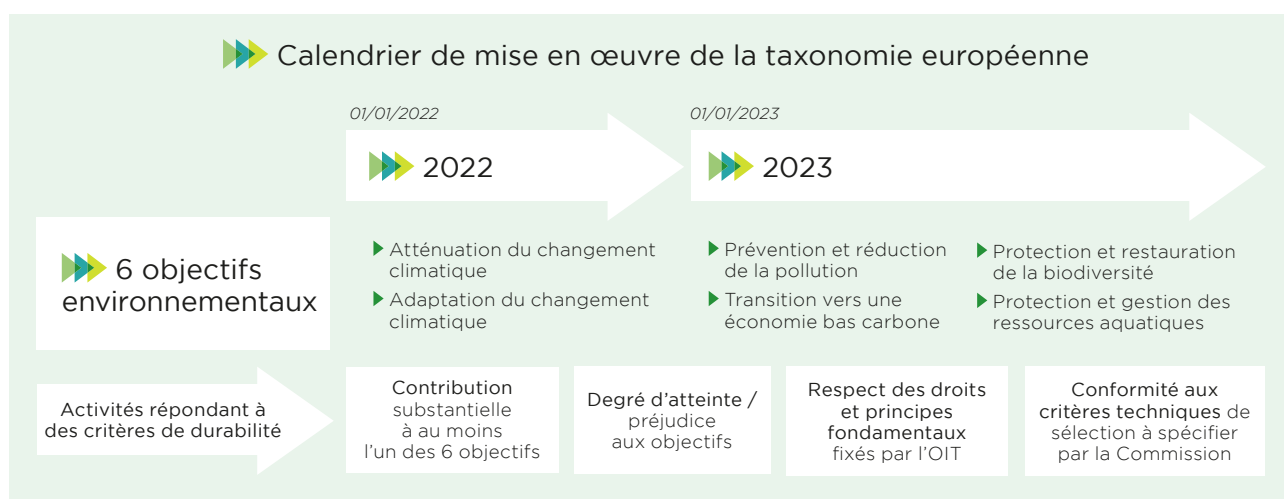 Calendrier de mise en œuvre de la taxonomie européenne
01/01/2022
01/01/2023
2022
2023
6 objectifs
environnementaux
Atténuation du changement
climatique
Adaptation du changement
climatique
Prévention et réduction
de la pollution
Transition vers une
économie bas carbone
Protection et restauration
de la biodiversité
Protection et gestion des
ressources aquatiques
Activités répondant à
des critères de durabilité
Contribution
substantielle
à au moins
l’un des 6 objectifs
Degré d’atteinte /
préjudice
aux objectifs
Respect des droits
et principes
fondamentaux
fixés par l’OIT
Conformité aux
critères techniques de
sélection à spécifier
par la Commission